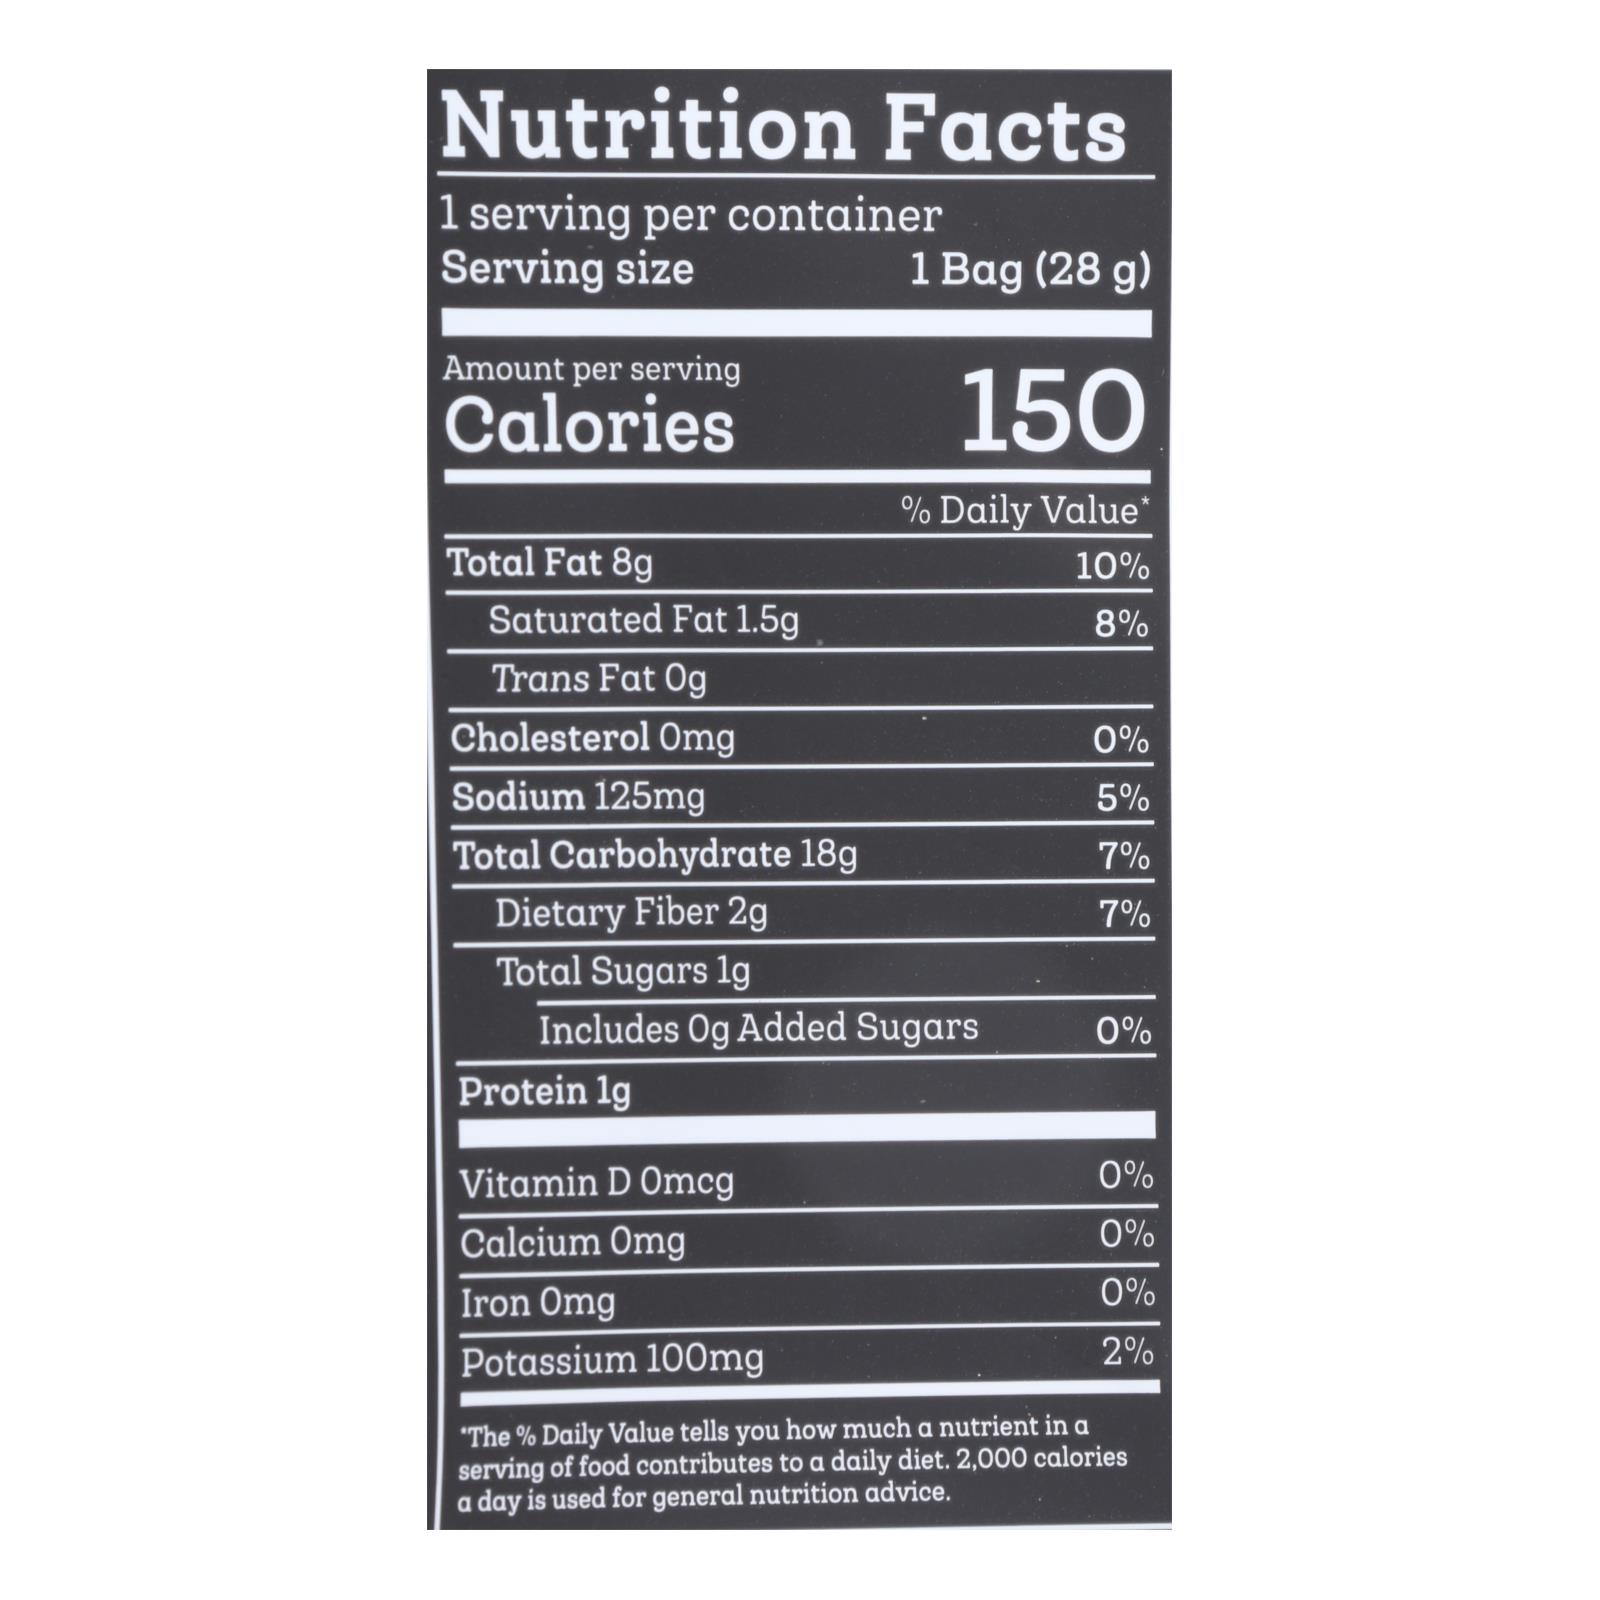 Nutrition Facts
1 serving per container
Serving size 1 Bag (28 g)
Amount per serving
Calories 150
% Daily Value*
Total Fat 8g 10%
Saturated Fat 1.5g 8%
Trans Fat 0g
Cholesterol 0mg 0%
Sodium 125mg 5%
Total Carbohydrate 18g 7%
Dietary Fiber 2g 7%
Total Sugars 1g
Includes 0g Added Sugars 0%
Protein 1g
Vitamin D 0mcg 0%
Calcium 0mg 0%
Iron 0mg 0%
Potassium 100mg 2%
*The % Daily Value tells you how much a nutrient in a
serving of food contributes to a daily diet. 2,000 calories
a day is used for general nutrition advice.